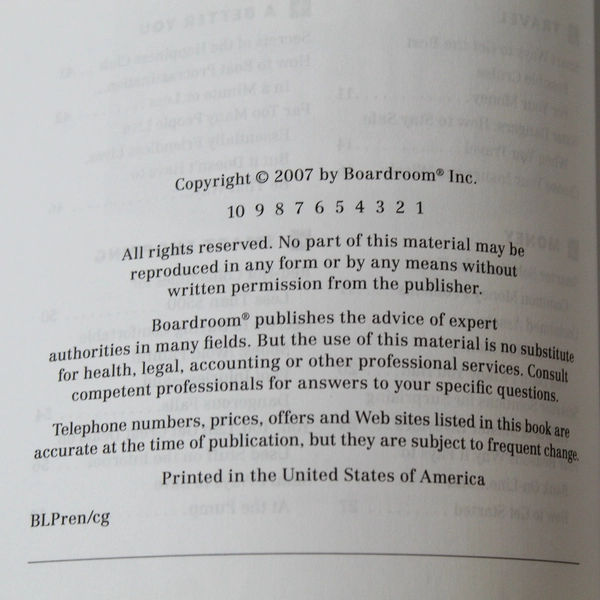 Copyright © 2007 by Boardroom® Inc.
10 9 8 7 6 5 4 3 2 1
All rights reserved. No part of this material may be
reproduced in any form or by any means without
written permission from the publisher.
Boardroom® publishes the advice of expert
authorities in many fields. But the use of this material is no substitute
for health, legal, accounting or other professional services. Consult
competent professionals for answers to your specific questions.
Telephone numbers, prices, offers and Web sites listed in this book are
accurate at the time of publication, but they are subject to frequent change.
Printed in the United States of America
BLPren/cg